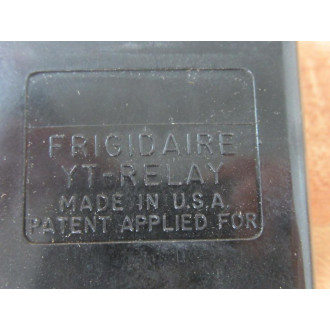 FRIGIDAIRE
YT-RELAY
MADE IN U.S.A.
PATENT APPLIED FOR